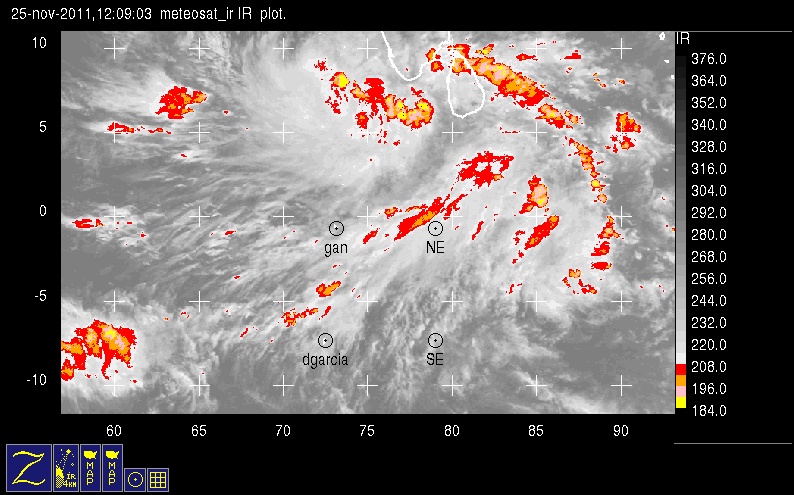 25-nov-2011,12:09:03 meteosat_ir IR plot.
IR
10
5
0
-5
-10
gan
NE
dgarcia
SE
60 65 70 75 80 85 90
376.0
364.0
352.0
340.0
328.0
316.0
304.0
292.0
280.0
268.0
256.0
244.0
232.0
220.0
208.0
196.0
184.0
Z
IR
4KM
MAP
MAP